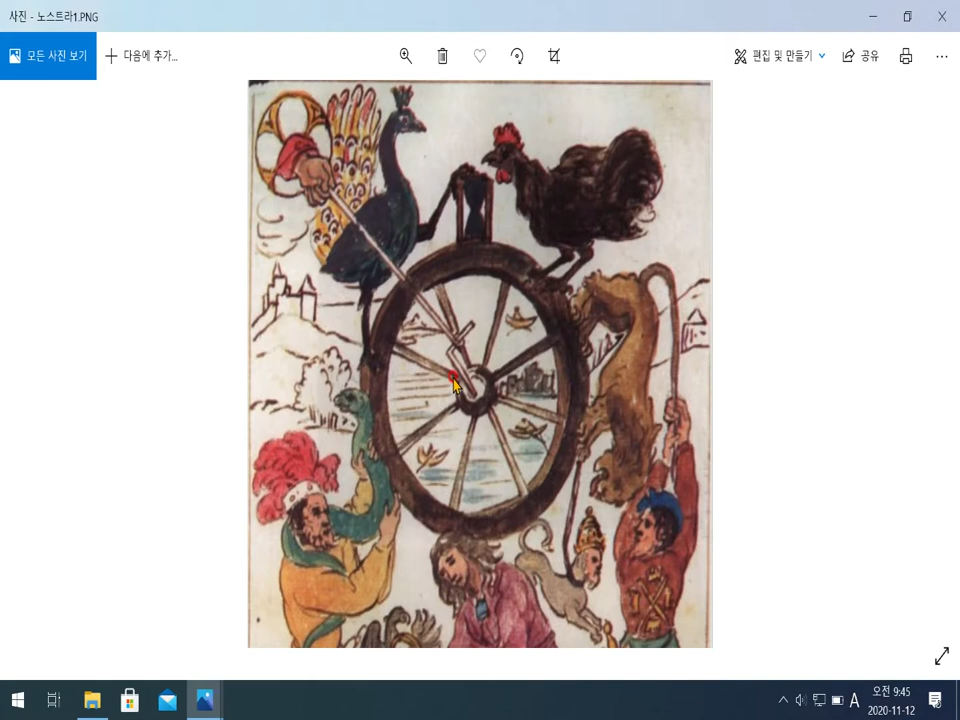 사진 - 노스트라1.PNG
모든 사진 보기
다음에 추가...
편집 및 만들기
공유
A
오전 9:45
2020-11-12